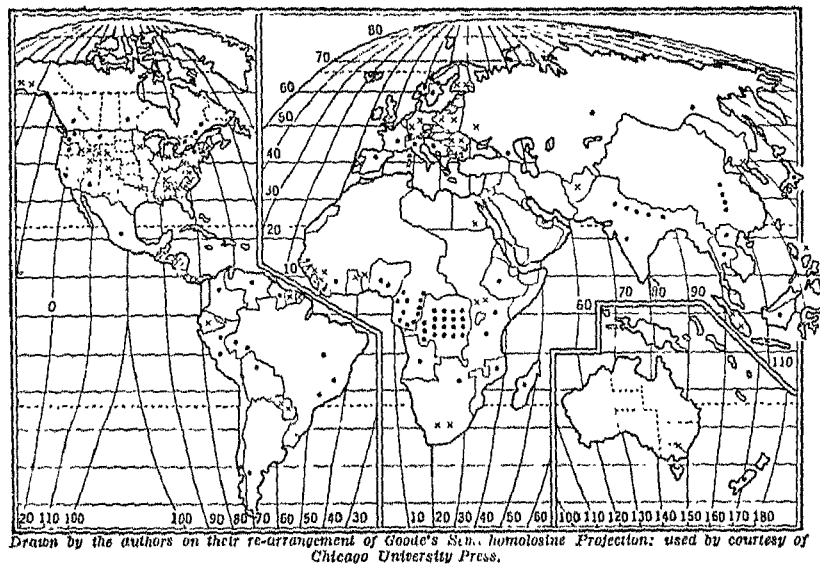 80
70
60
50
40
30
20
10
0
70 80 90
60
110
20 110 100 100 90 80 70 60 50 40 30 10 20 30 40 50 60 100 110 120 130 140 150 160 170 180
Drawn by the authors on their re-arrangement of Goode's homolosine Projection: used by courtesy of
Chicago University Press.